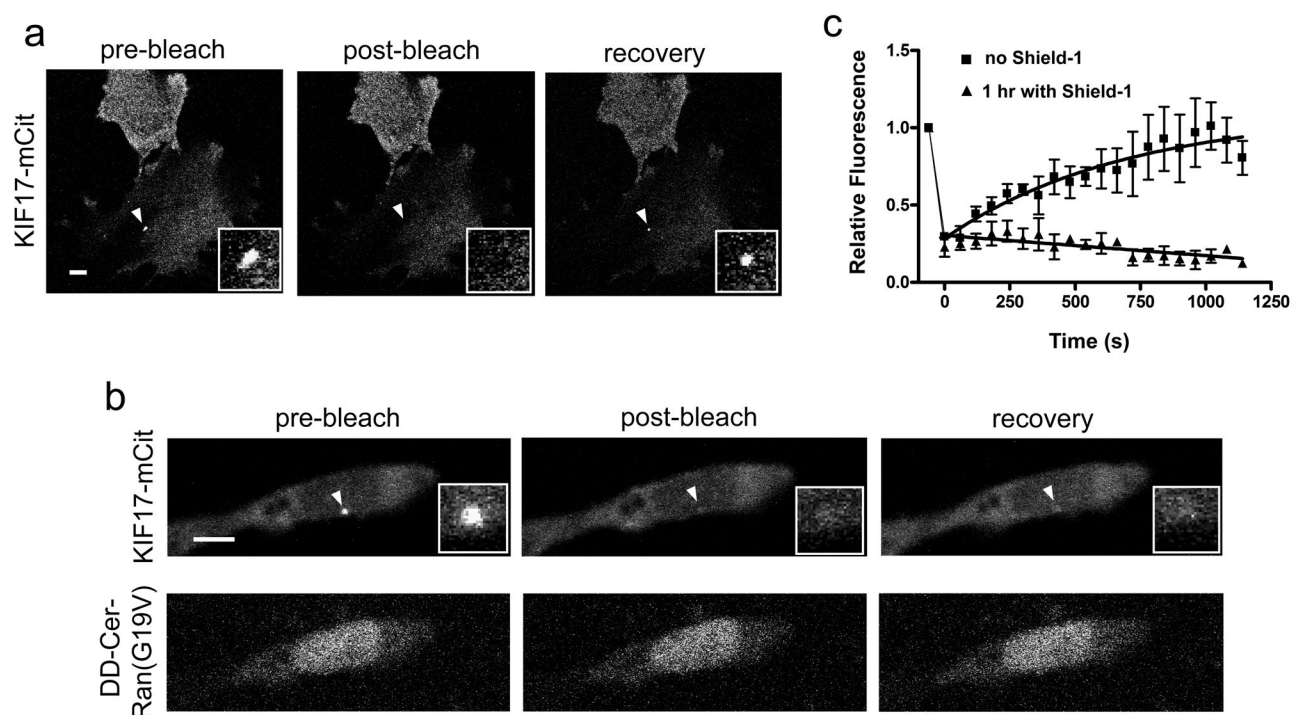 a
pre-bleach
post-bleach
recovery
KIF17-mCit
c
1.5
1.0
0.5
0.0
Relative Fluorescence
no Shield-1
1 hr with Shield-1
0
250
500
750
1000
1250
Time (s)
b
pre-bleach
post-bleach
recovery
KIF17-mCit
DD-Cer-
Ran(G19V)